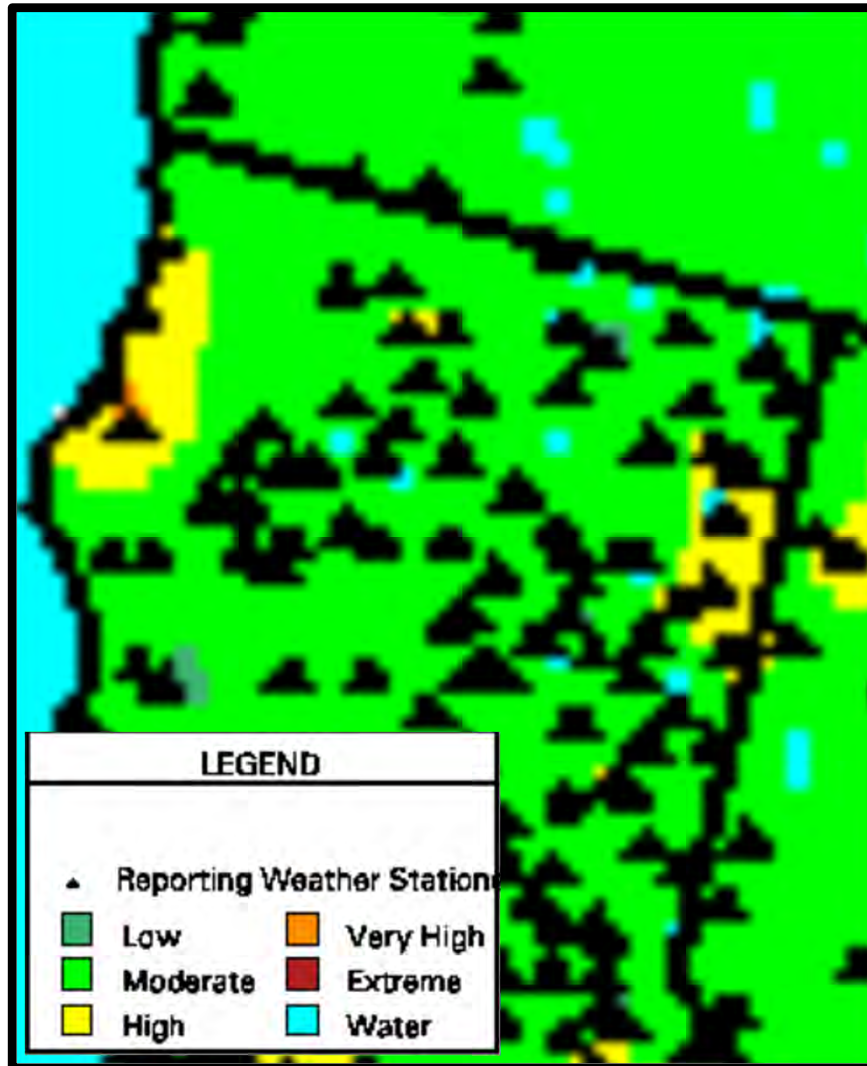 LEGEND
Reporting Weather Station
Low
Very High
Moderate
Extreme
High
Water